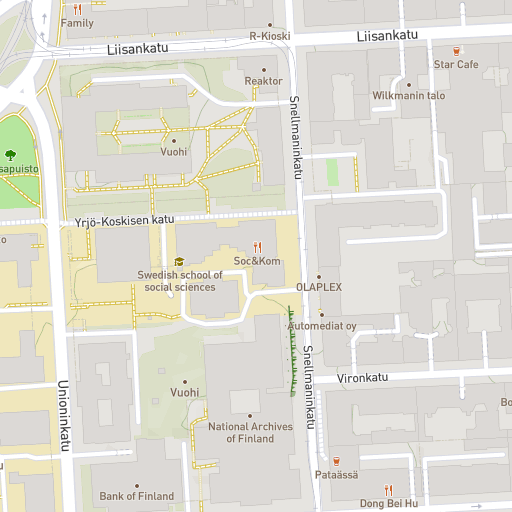 Family
R-Kioski
Liisankatu
Liisankatu
Star Cafe
Reaktor
Wilkmanin talo
Snellmaninkatu
Vuohi
sapuisto
Yrjö-Koskisen katu
Soc&Kom
Swedish school of
social sciences
OLAPLEX
Automediat oy
Snellmaninkatu
Vironkatu
Unioninkatu
Vuohi
National Archives
of Finland
Pataässä
Bank of Finland
Dong Bei Hu